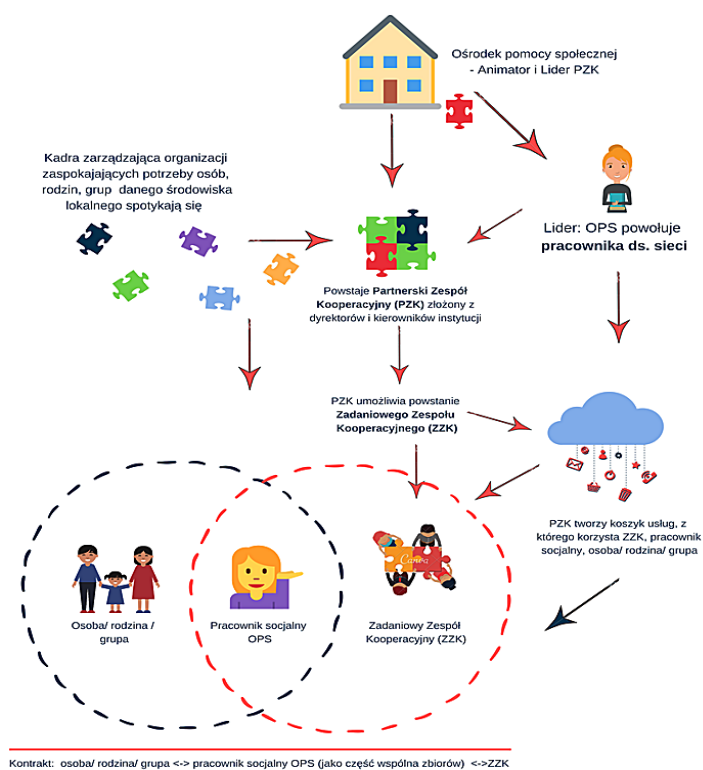 Ośrodek pomocy społecznej
- Animator i Lider PZK
Kadra zarządzająca organizacji
zaspokajających potrzeby osób,
rodzin, grup danego środowiska
lokalnego spotykają się
Lider: OPS powołuje
pracownika ds. sieci
Powstaje Partnerski Zespół
Kooperacyjny (PZK) złożony z
dyrektorów i kierowników instytucji
PZK umożliwia powstanie
Zadaniowego Zespołu
Kooperacyjnego (ZZK)
PZK tworzy koszyk usług, z
którego korzysta ZZK, pracownik
socjalny, osoba/ rodzina/ grupa
Canva
Osoba/ rodzina /
grupa
Pracownik socjalny
OPS
Zadaniowy Zespół
Kooperacyjny (ZZK)
Kontrakt: osoba/ rodzina/ grupa <-> pracownik socjalny OPS (jako część wspólna zbiorów) <->ZZK